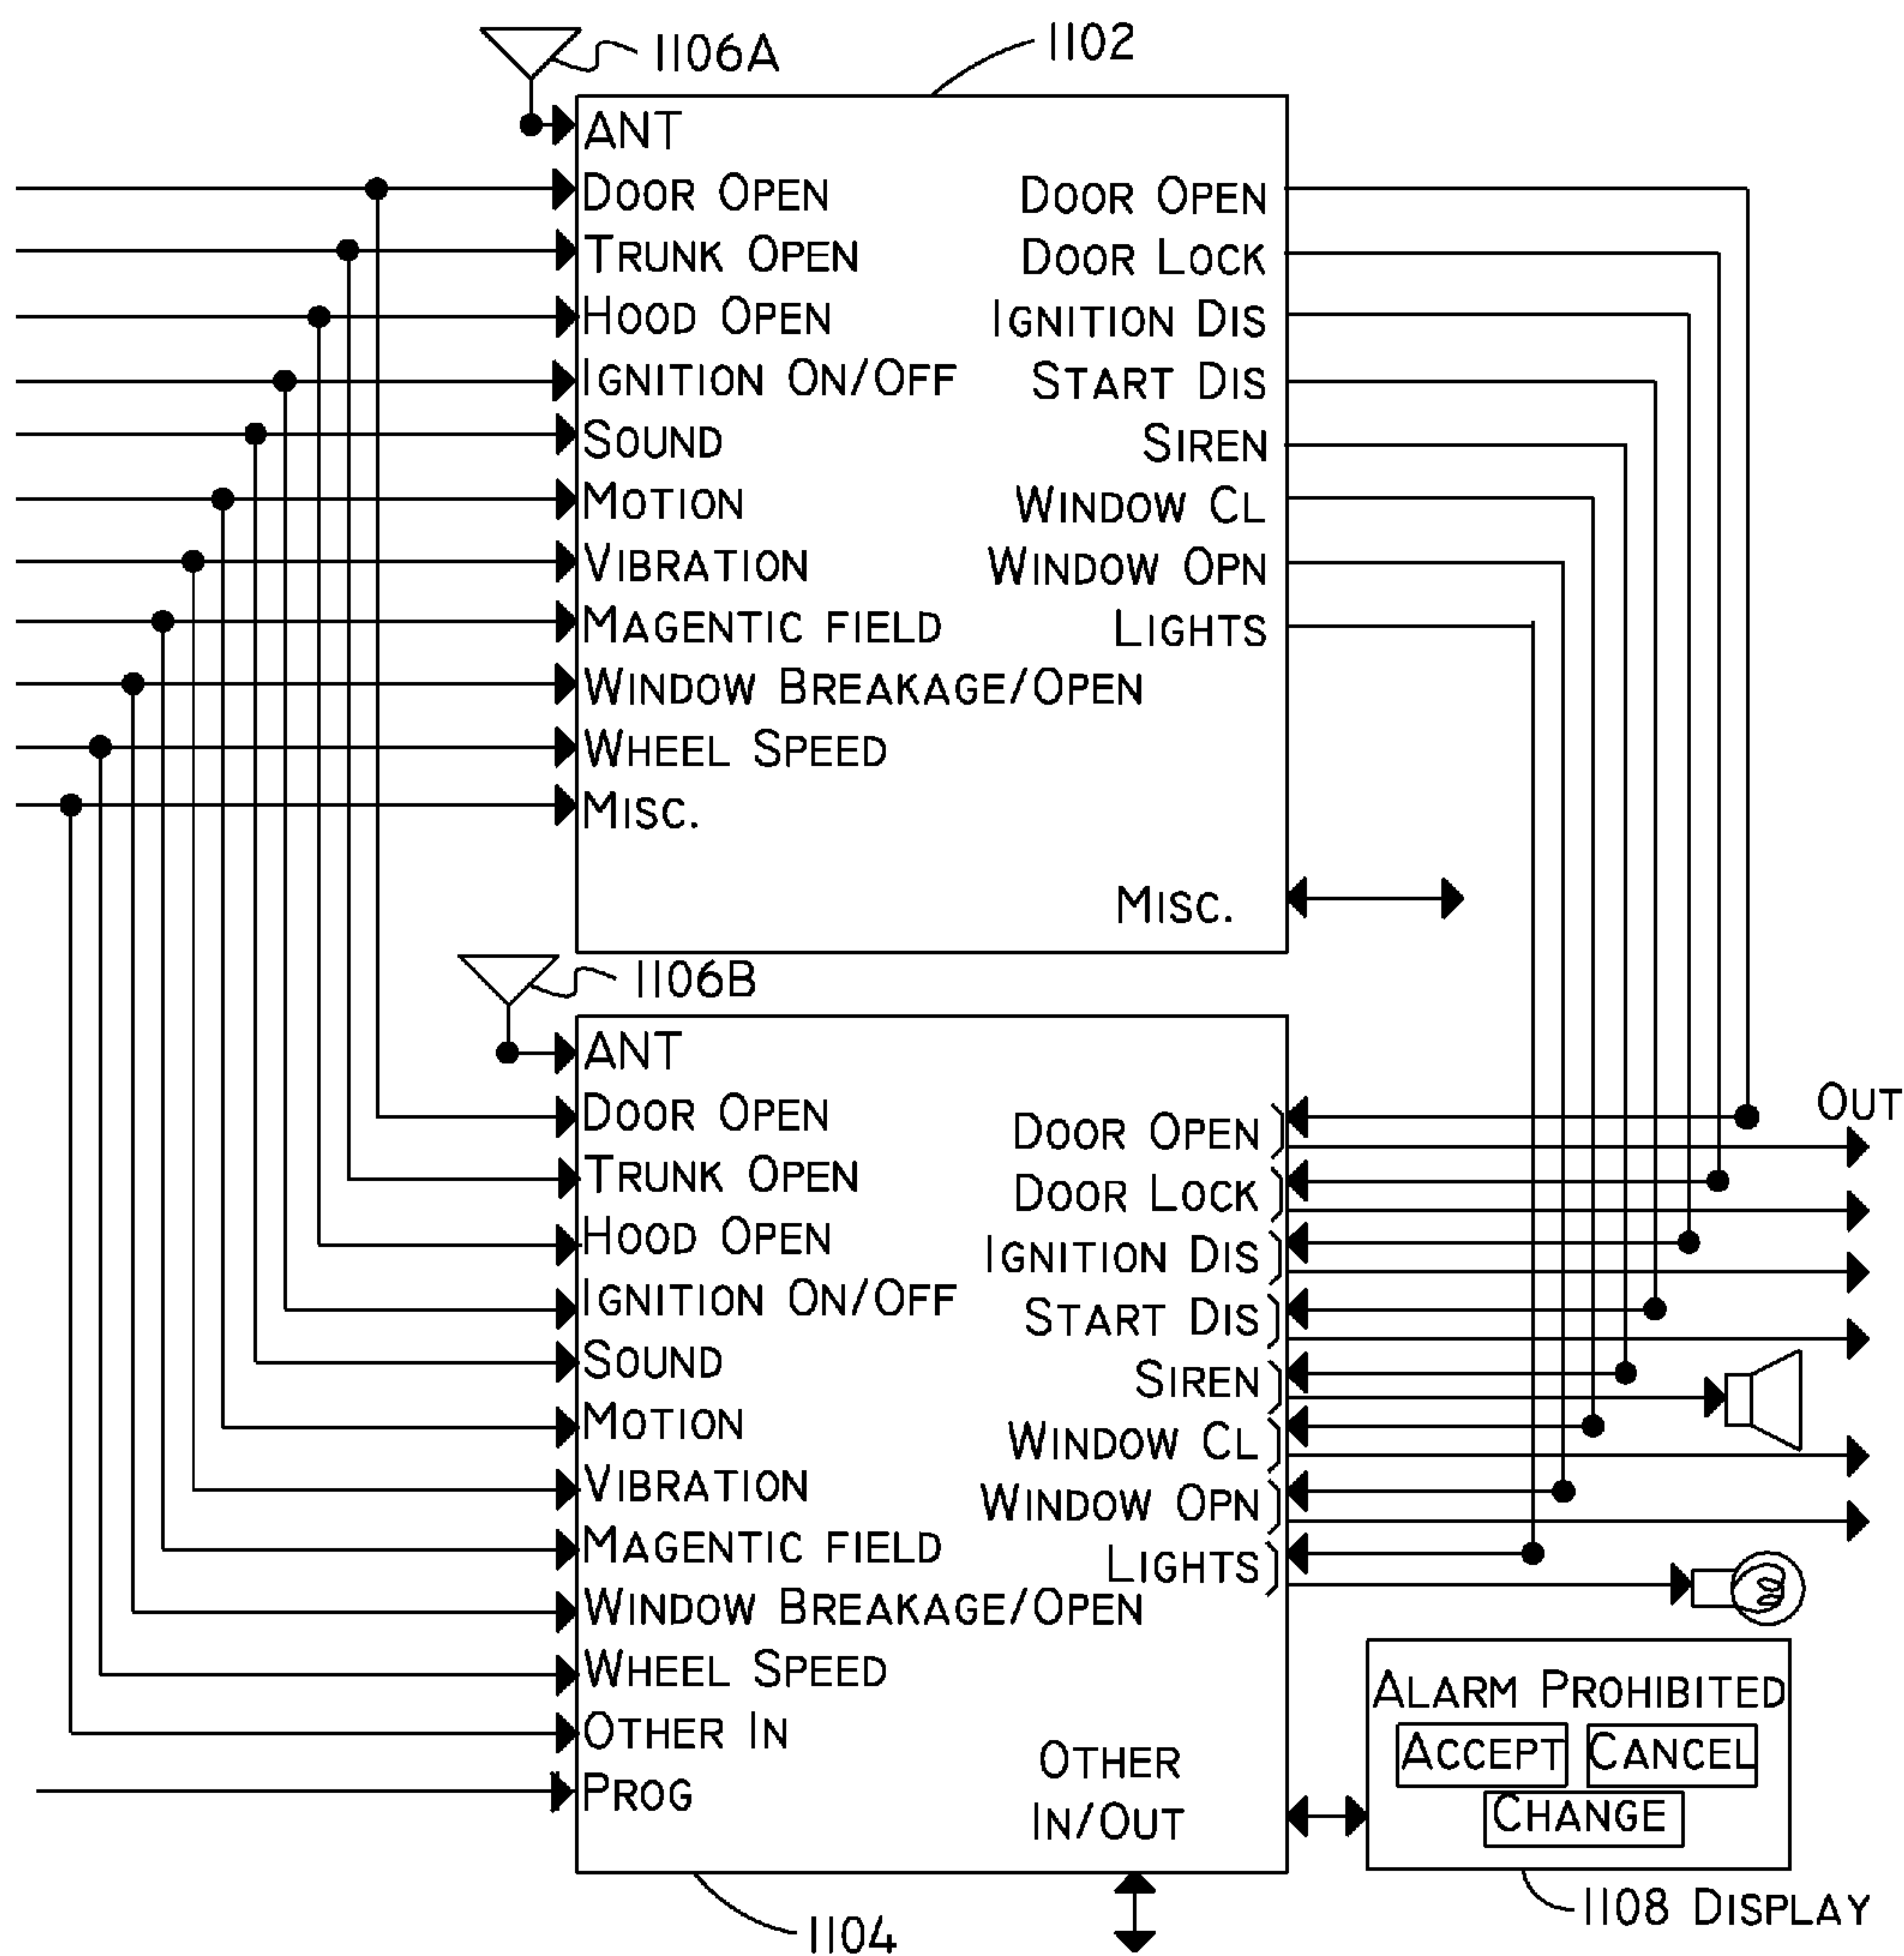 1106A
1102
ANT
DOOR OPEN
TRUNK OPEN
HOOD OPEN
IGNITION ON/OFF
SOUND
MOTION
VIBRATION
MAGENTIC FIELD
WINDOW BREAKAGE/OPEN
WHEEL SPEED
MISC.
DOOR OPEN
DOOR LOCK
IGNITION DIS
START DIS
SIREN
WINDOW CL
WINDOW OPN
LIGHTS
MISC.
1106B
ANT
DOOR OPEN
TRUNK OPEN
HOOD OPEN
IGNITION ON/OFF
SOUND
MOTION
VIBRATION
MAGENTIC FIELD
WINDOW BREAKAGE/OPEN
WHEEL SPEED
OTHER IN
PROG
DOOR OPEN
DOOR LOCK
IGNITION DIS
START DIS
SIREN
WINDOW CL
WINDOW OPN
LIGHTS
OTHER
IN/OUT
OUT
ALARM PROHIBITED
ACCEPT CANCEL
CHANGE
1108 DISPLAY
1104